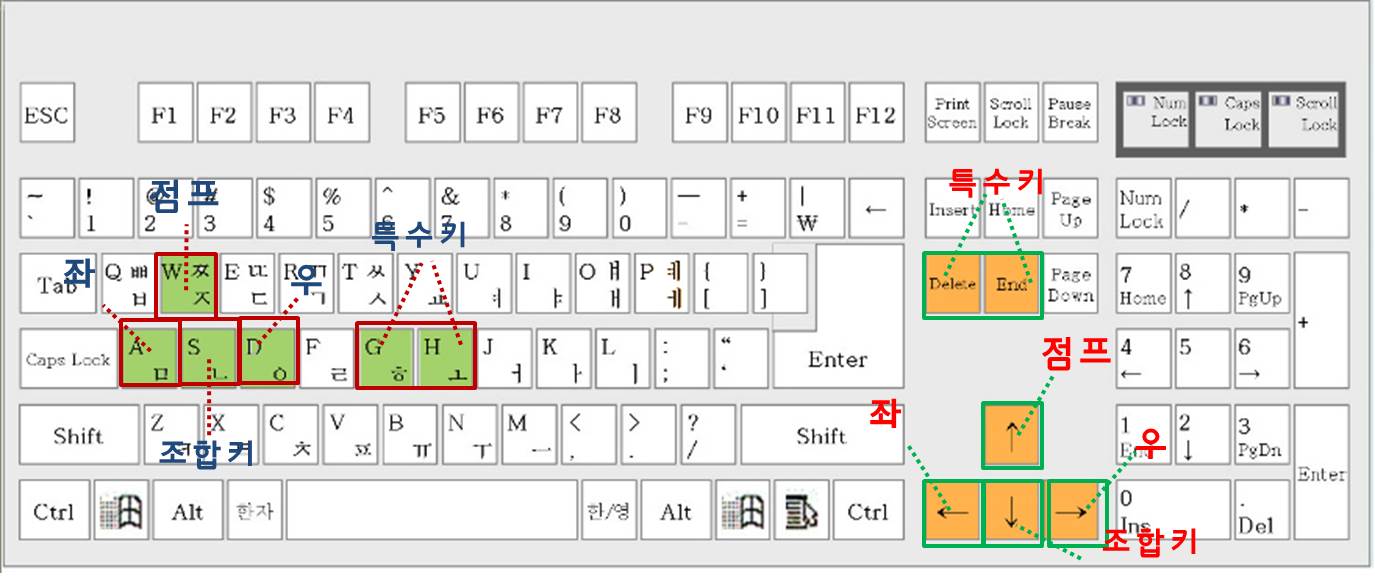 ESC F1 F2 F3 F4 F5 F6 F7 F8 F9 F10 F11 F12 Print Screen Scroll Lock Pause Break Num Lock Caps Lock Scroll Lock
점프 특수키 특수키
~ ` ! 1 @ 2 # 3 $ 4 % 5 ^ 6 & 7 * 8 ( 9 ) 0 — - + = | ₩ ← Insert Home Page Up Num Lock / * -
좌 우
Tab Q ㅃ ㅂ W ㅉ ㅈ E ㄸ ㄷ R ㄲ ㄱ T ㅆ ㅅ Y ㅛ U ㅕ I ㅑ O ㅒ ㅐ P ㅖ ㅔ { [ } ] Delete End Page Down 7 Home 8 ↑ 9 PgUp +
Caps Lock A ㅁ S ㄴ D ㅇ F ㄹ G ㅎ H ㅗ J ㅓ K ㅏ L ㅣ : ; “ ‘ Enter 4 ← 5 6 →
점프
좌 우
Shift Z ㅋ X ㅌ C ㅊ V ㅍ B ㅠ N ㅜ M ㅡ < , > . ? / Shift ↑ 1 End 2 ↓ 3 PgDn Enter
조합키
Ctrl Alt 한자 한/영 Alt Ctrl ← ↓ → 0 Ins . Del
조합키